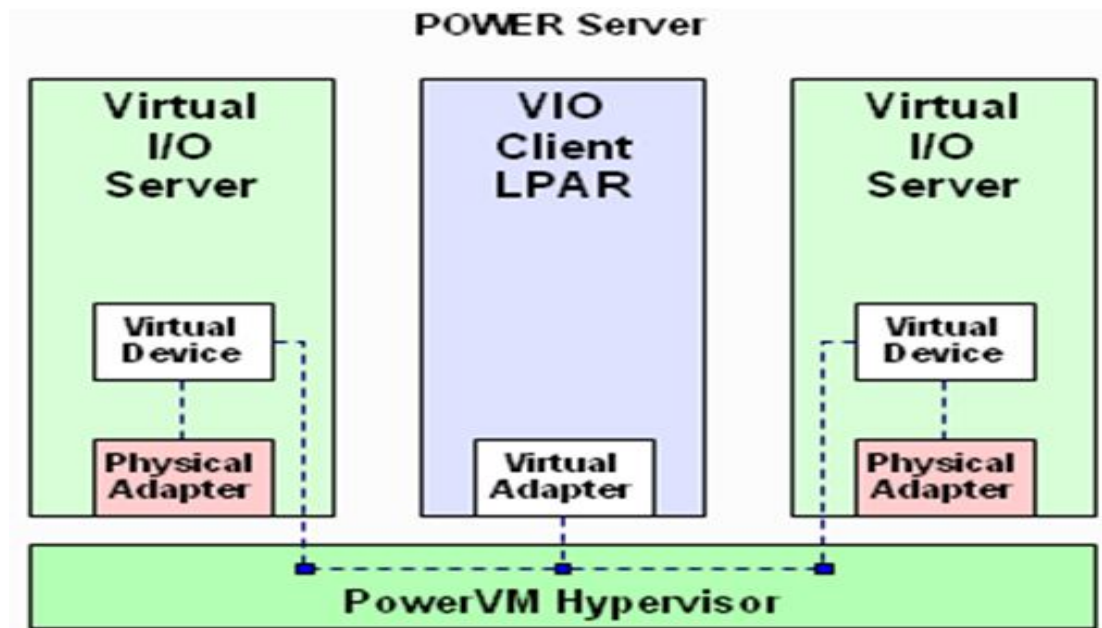 POWER Server
Virtual
I/O
Server
Virtual
Device
Physical
Adapter
VIO
Client
LPAR
Virtual
Adapter
Virtual
I/O
Server
Virtual
Device
Physical
Adapter
PowerVM Hypervisor